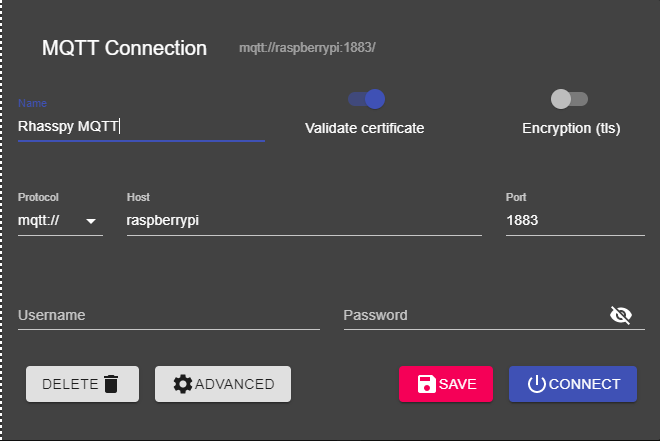 MQTT Connection mqtt://raspberrypi:1883/
Name
Rhasspy MQTT
Validate certificate
Encryption (tls)
Protocol Host Port
mqtt:// raspberrypi 1883
Username Password
DELETE ADVANCED SAVE CONNECT